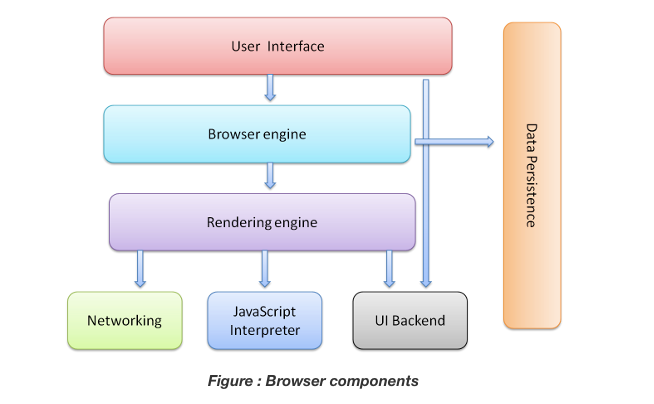 User Interface
Browser engine
Data Persistence
Rendering engine
Networking
JavaScript
Interpreter
UI Backend
Figure : Browser components